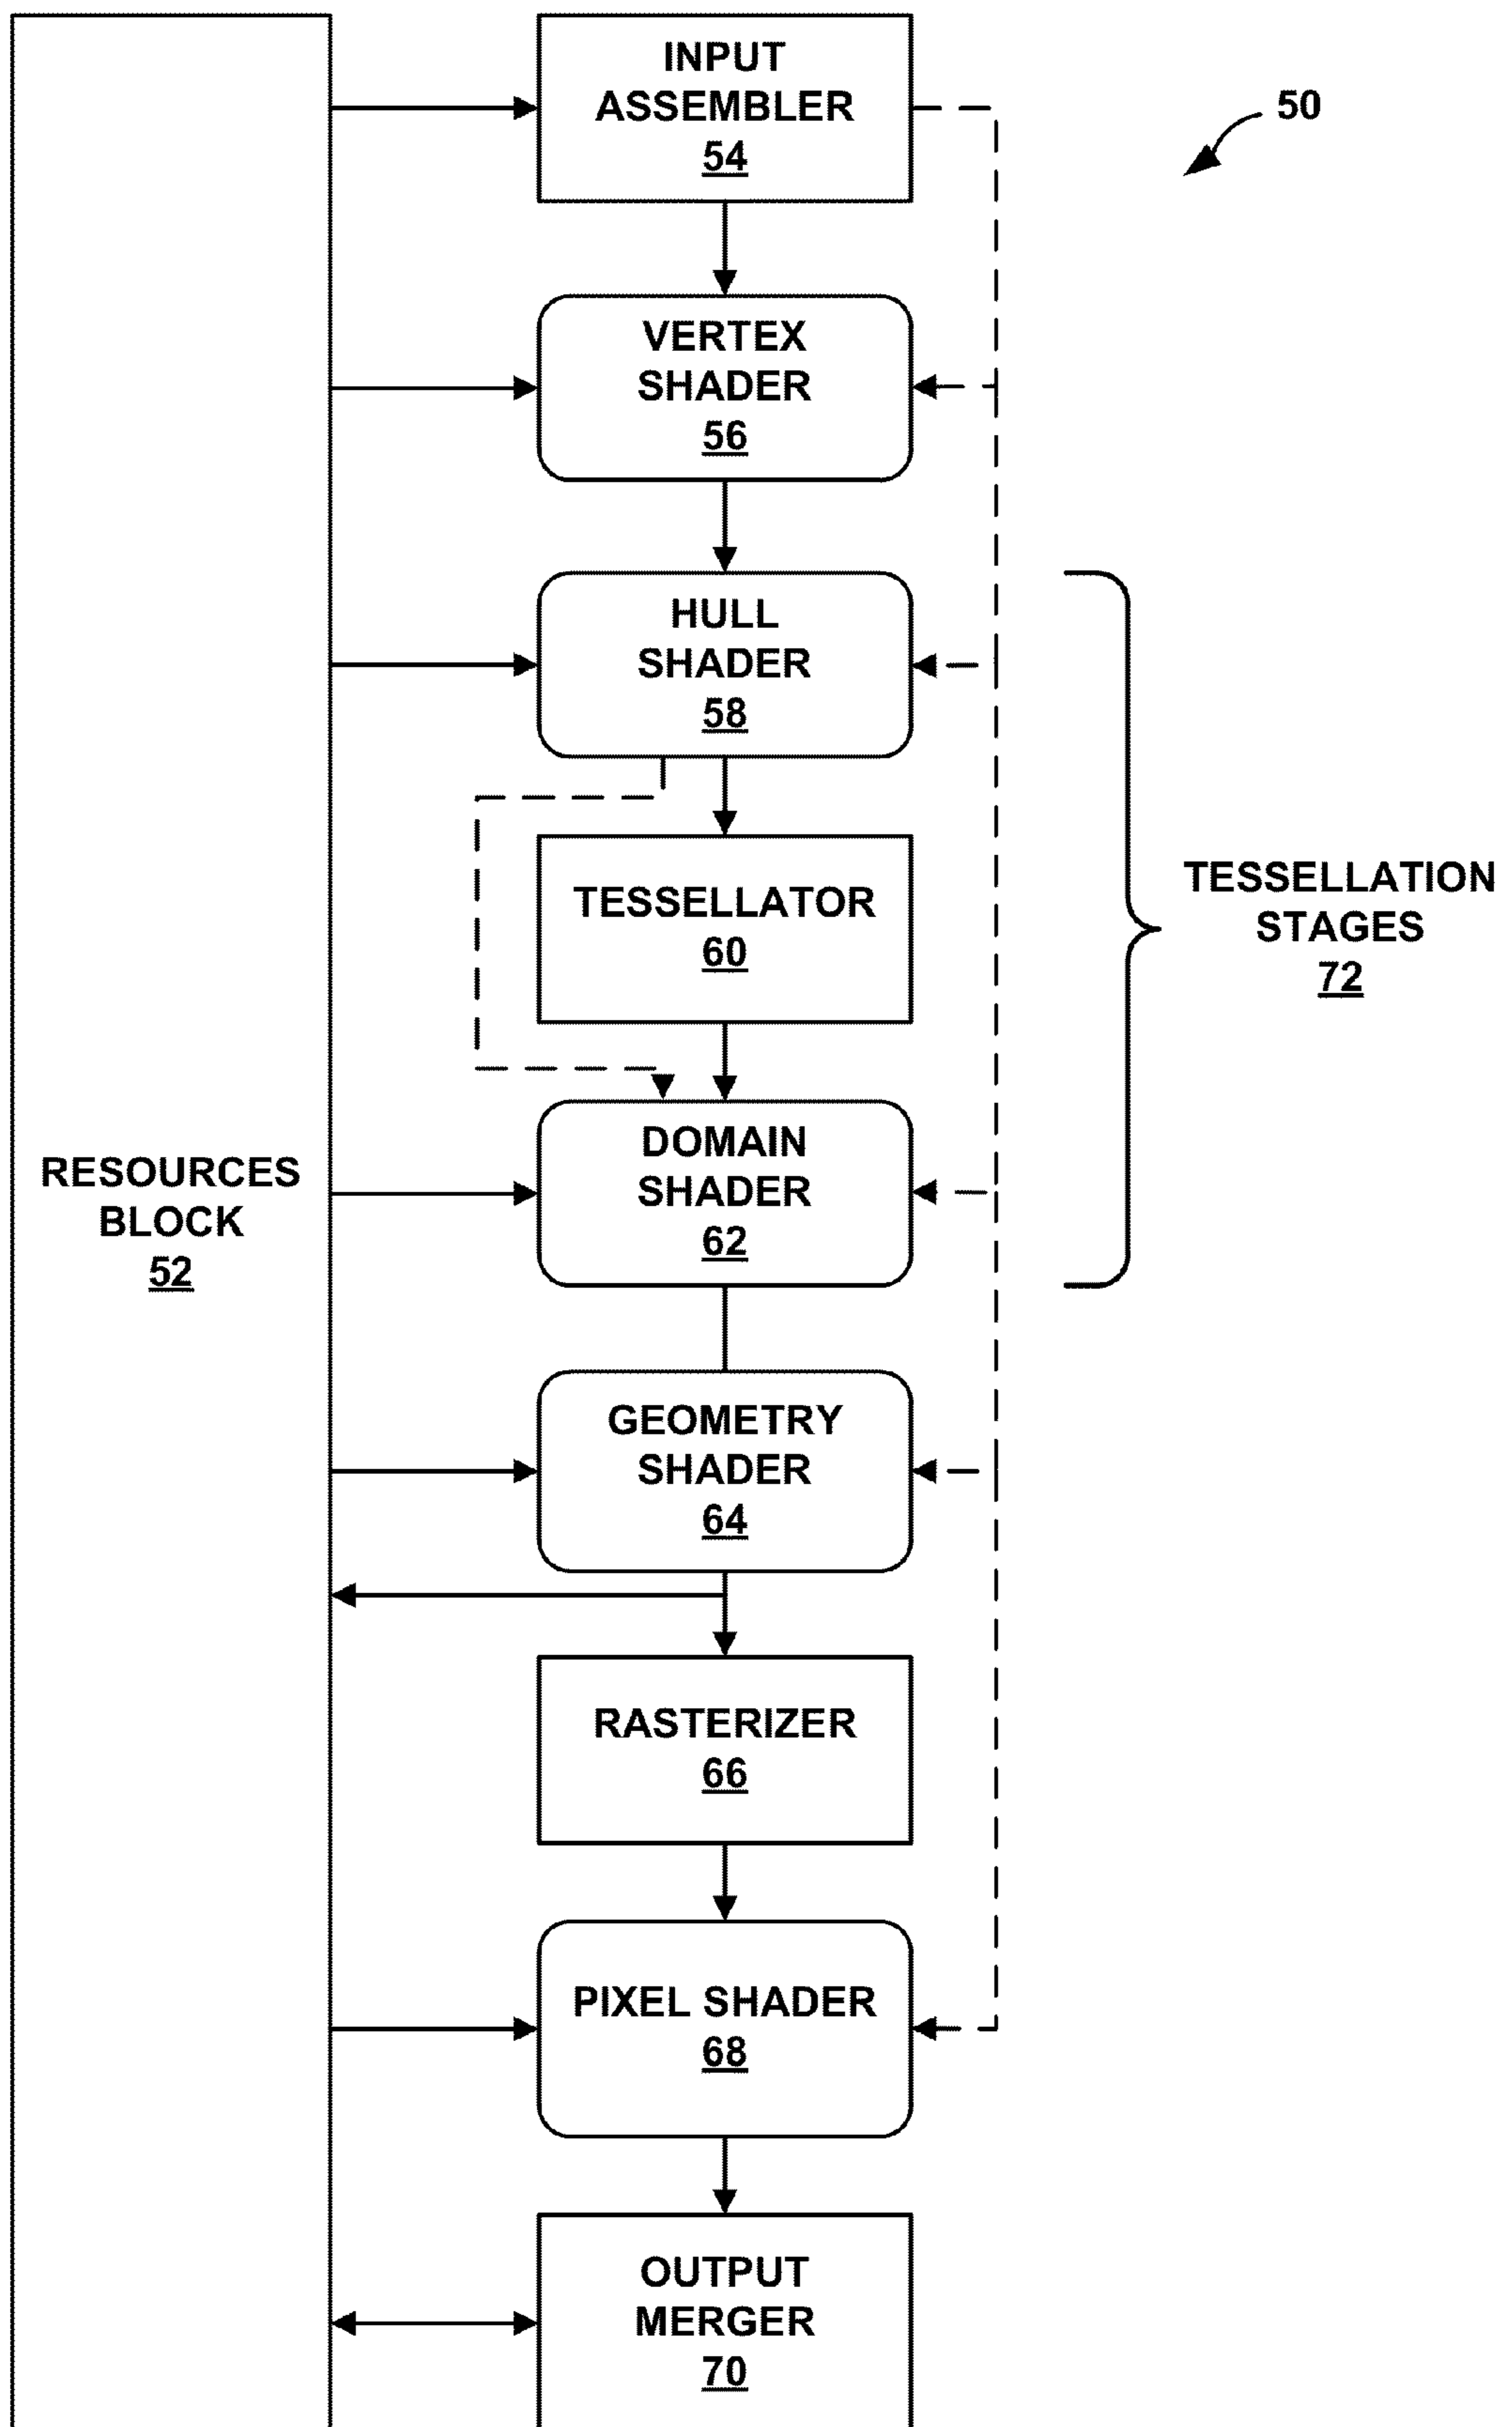 INPUT
ASSEMBLER
54
50
VERTEX
SHADER
56
HULL
SHADER
58
TESSELLATOR
60
TESSELLATION
STAGES
72
DOMAIN
SHADER
62
RESOURCES
BLOCK
52
GEOMETRY
SHADER
64
RASTERIZER
66
PIXEL SHADER
68
OUTPUT
MERGER
70